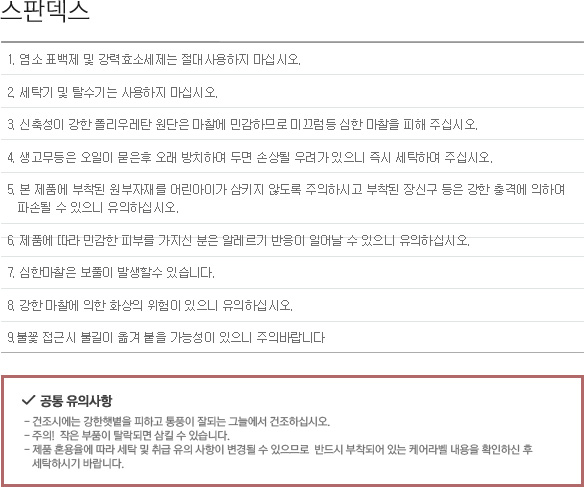 스판덱스
1. 염소 표백제 및 강력효소세제는 절대사용하지 마십시오.
2. 세탁기 및 탈수기는 사용하지 마십시오.
3. 신축성이 강한 폴리우레탄 원단은 마찰에 민감하므로 미끄럼등 심한 마찰을 피해 주십시오.
4. 생고무등은 오일이 묻은후 오래 방치하여 두면 손상될 우려가 있으니 즉시 세탁하여 주십시오.
5. 본 제품에 부착된 원부자재를 어린아이가 삼키지 않도록 주의하시고 부착된 장신구 등은 강한 충격에 의하여
파손될 수 있으니 유의하십시오.
6. 제품에 따라 민감한 피부를 가지신 분은 알레르기 반응이 일어날 수 있으니 유의하십시오.
7. 심한마찰은 보풀이 발생할수 있습니다.
8. 강한 마찰에 의한 화상의 위험이 있으니 유의하십시오.
9.불꽃 접근시 불길이 옮겨 붙을 가능성이 있으니 주의바랍니다
공통 유의사항
- 건조시에는 강한햇볕을 피하고 통풍이 잘되는 그늘에서 건조하십시오.
- 주의! 작은 부품이 탈락되면 삼킬 수 있습니다.
- 제품 혼용율에 따라 세탁 및 취급 유의 사항이 변경될 수 있으므로 반드시 부착되어 있는 케어라벨 내용을 확인하신 후
세탁하시기 바랍니다.